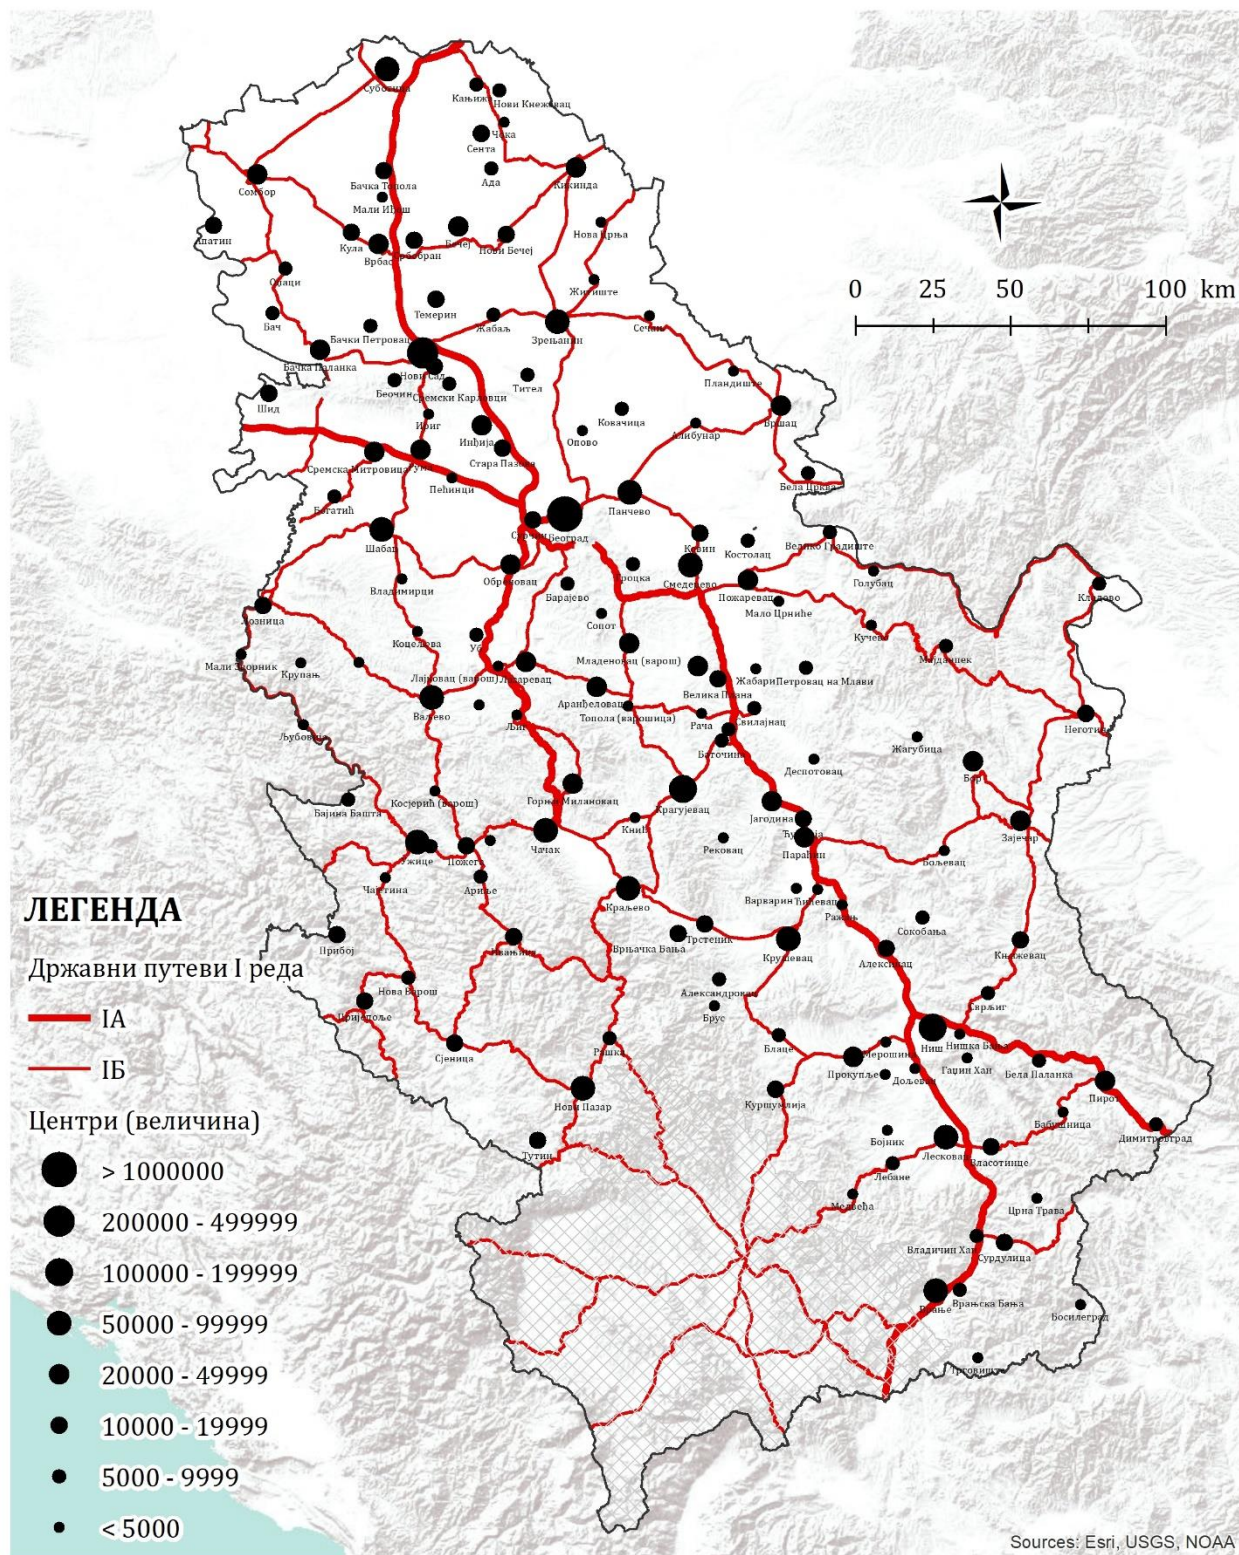 Суботица
Кањижа
Нови Кнежевац
Чока
Сента
Ада
Кикинда
Бачка Топола
Мали Иђош
Сомбор
Апатин
Кула
Врбас
Србобран
Бечеј
Нови Бечеј
Нова Црња
Оџаци
Житиште
Бач
Темерин
Жабаљ
Зрењанин
Сечањ
Бачки Петровац
Бачка Паланка
Нови Сад
Сремски Карловци
Беочин
Тител
Пландиште
Шид
Ириг
Инђија
Ковачица
Опово
Алибунар
Вршац
Сремска Митровица
Рума
Стара Пазова
Пећинци
Бела Црква
Богатић
Панчево
Шабац
Сурчин
Београд
Ковин
Костолац
Велико Градиште
Обреновац
Гроцка
Смедерево
Пожаревац
Голубац
Кладово
Владимирци
Барајево
Мало Црниће
Лозница
Сопот
Коцељева
Уб
Кучево
Мајданпек
Младеновац (варош)
Мали Зворник
Крупањ
Лајковац (варош)
Лазаревац
Велика Плана
Жабари
Петровац на Млави
Ваљево
Аранђеловац
Топола (варошица)
Љиг
Рача
Свилајнац
Неготин
Љубовија
Баточина
Жагубица
Деспотовац
Бор
Бајина Башта
Косјерић (варош)
Горњи Милановац
Крагујевац
Јагодина
Ћуприја
Зајечар
Чачак
Кнић
Рековац
Параћин
Бољевац
Ужице
Пожега
Чајетина
Ариље
Краљево
Варварин
Ћићевац
Ражањ
Сокобања
Прибој
Ивањица
Врњачка Бања
Трстеник
Крушевац
Алексинац
Књажевац
Нова Варош
Александровац
Сврљиг
Пријепоље
Брус
Сјеница
Рашка
Блаце
Мерошина
Ниш
Нишка Бања
Прокупље
Дољевац
Гаџин Хан
Бела Паланка
Пирот
Нови Пазар
Куршумлија
Бабушница
Димитровград
Тутин
Бојник
Лесковац
Власотинце
Лебане
Медвеђа
Црна Трава
Владичин Хан
Сурдулица
Врање
Врањска Бања
Босилеград
Трговиште
0 25 50 100 km
ЛЕГЕНДА
Државни путеви I реда
IА
IБ
Центри (величина)
> 1000000
200000 - 499999
100000 - 199999
50000 - 99999
20000 - 49999
10000 - 19999
5000 - 9999
< 5000
Sources: Esri, USGS, NOAA